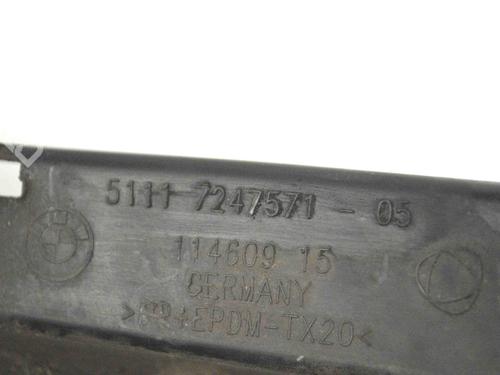 5111 7247571 - 05
114609 15
GERMANY
>PP+EPDM-TX20<